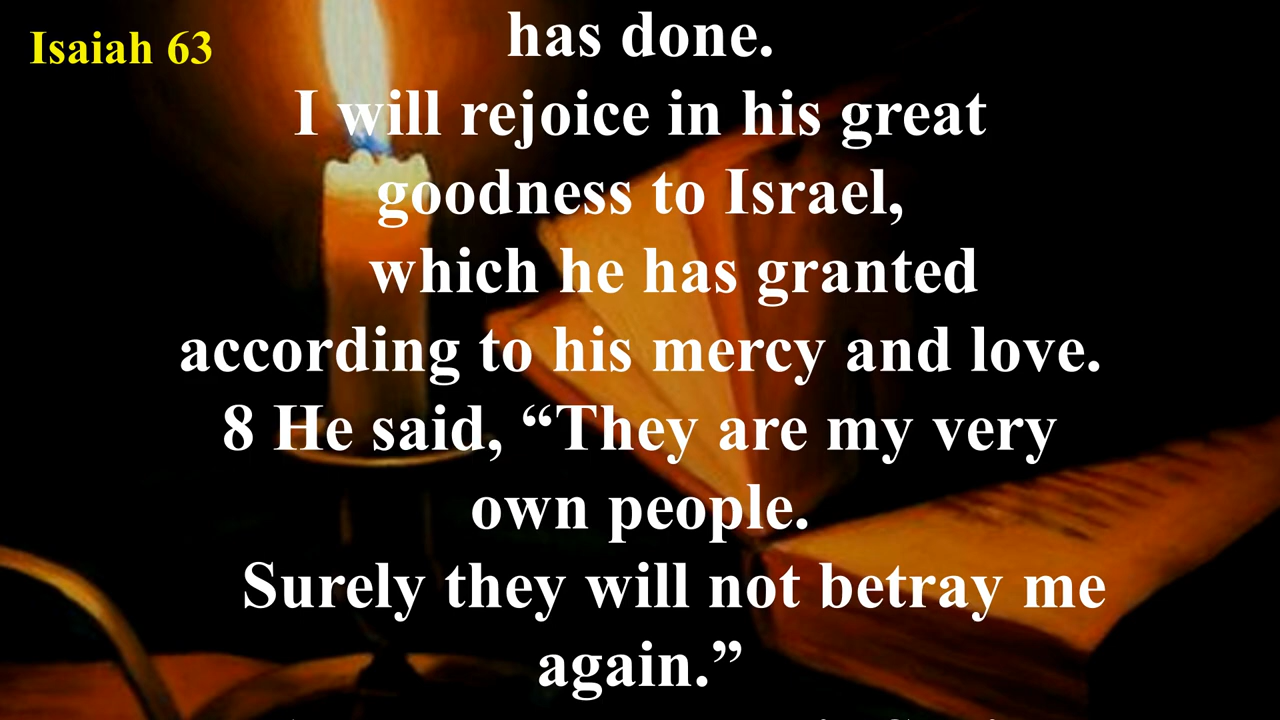 Isaiah 63
has done.
I will rejoice in his great
goodness to Israel,
which he has granted
according to his mercy and love.
8 He said, “They are my very
own people.
Surely they will not betray me
again.”